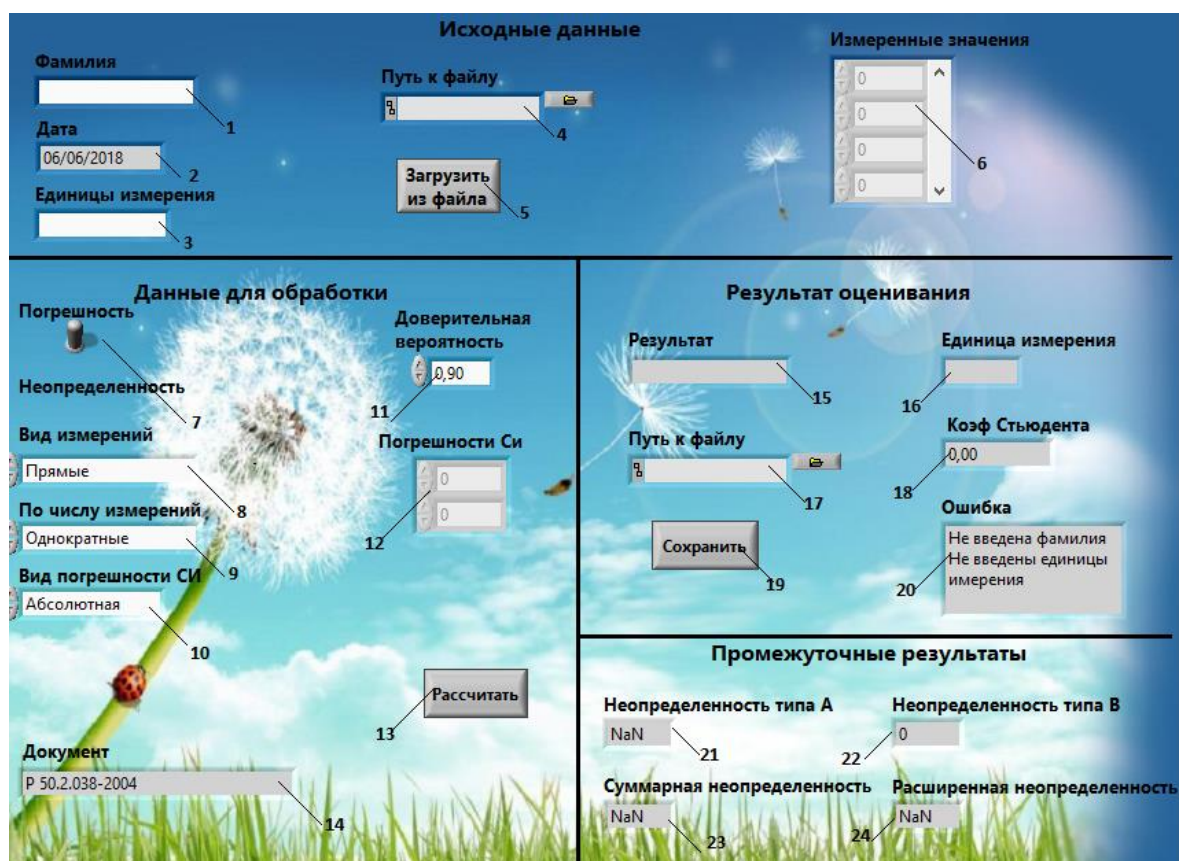 Исходные данные
Фамилия
1
Дата
06/06/2018
2
Единицы измерения
3
Путь к файлу
4
Загрузить
из файла
5
Измеренные значения
0
0
0
0
6
Данные для обработки
Погрешность
Неопределенность
7
Вид измерений
Прямые
8
По числу измерений
Однократные
9
Вид погрешности СИ
Абсолютная
10
Доверительная
вероятность
0,90
11
Погрешности Си
0
0
12
Рассчитать
13
Документ
Р 50.2.038-2004
14
Результат оценивания
Результат
15
Единица измерения
16
Путь к файлу
17
Коэф Стьюдента
0,00
18
Сохранить
19
Ошибка
Не введена фамилия
Не введены единицы
имерения
20
Промежуточные результаты
Неопределенность типа А
NaN
21
Неопределенность типа В
0
22
Суммарная неопределенность
NaN
23
Расширенная неопределенность
NaN
24